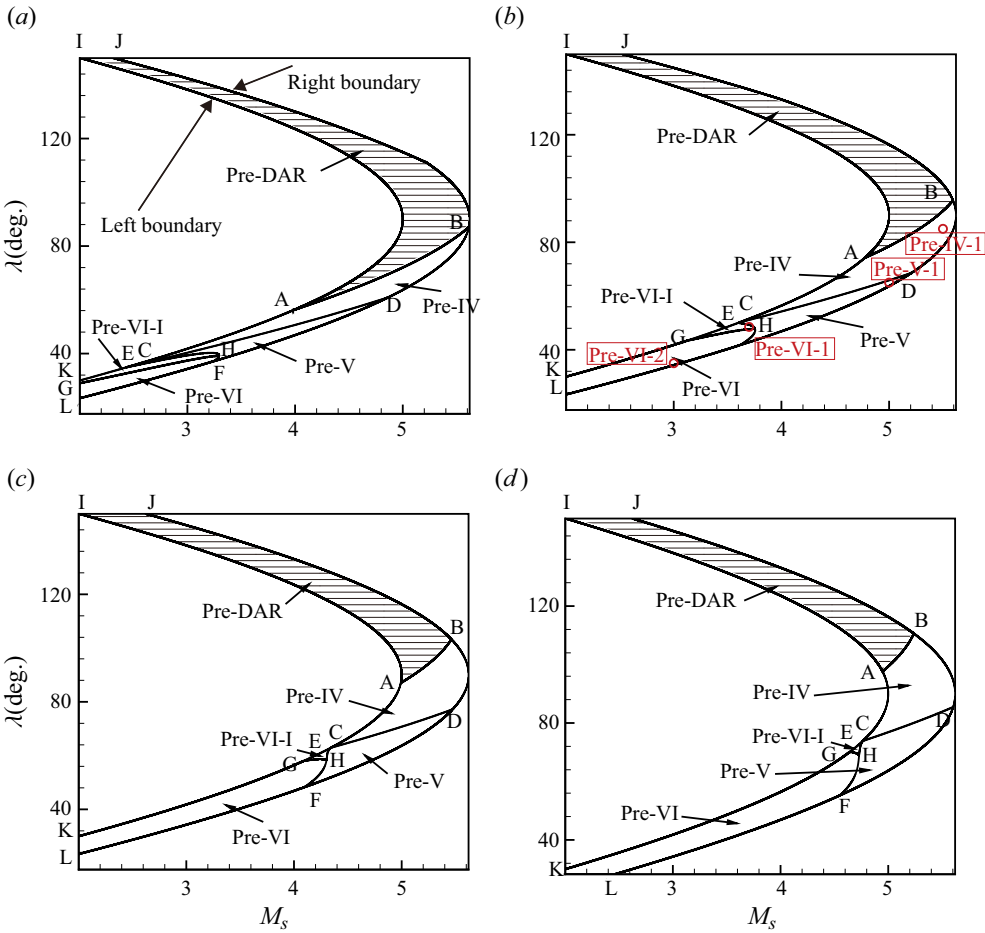 (a)
I J
Right boundary
120
Pre-DAR
Left boundary
λ(deg.)
B
80
A
D Pre-IV
Pre-VI-I
E C
H
40
Pre-V
K
F
G
Pre-VI
L
3 4 5
(b)
I J
120
Pre-DAR
B
80
Pre-IV-1
A
Pre-IV
Pre-V-1
D
Pre-VI-I
C
E
H
G
Pre-V
40
Pre-VI-2
Pre-VI-1
K
Pre-VI
L
3 4 5
(c)
I J
120
Pre-DAR
B
λ(deg.)
80
A
Pre-IV
D
C
Pre-VI-I
E
G
H
Pre-V
F
40
K
Pre-VI
L
3 4 5
M_s
(d)
I J
120
Pre-DAR
B
A
Pre-IV
80
C
D
E
Pre-VI-I
G
H
Pre-V
Pre-VI
F
40
K
L
3 4 5
M_s